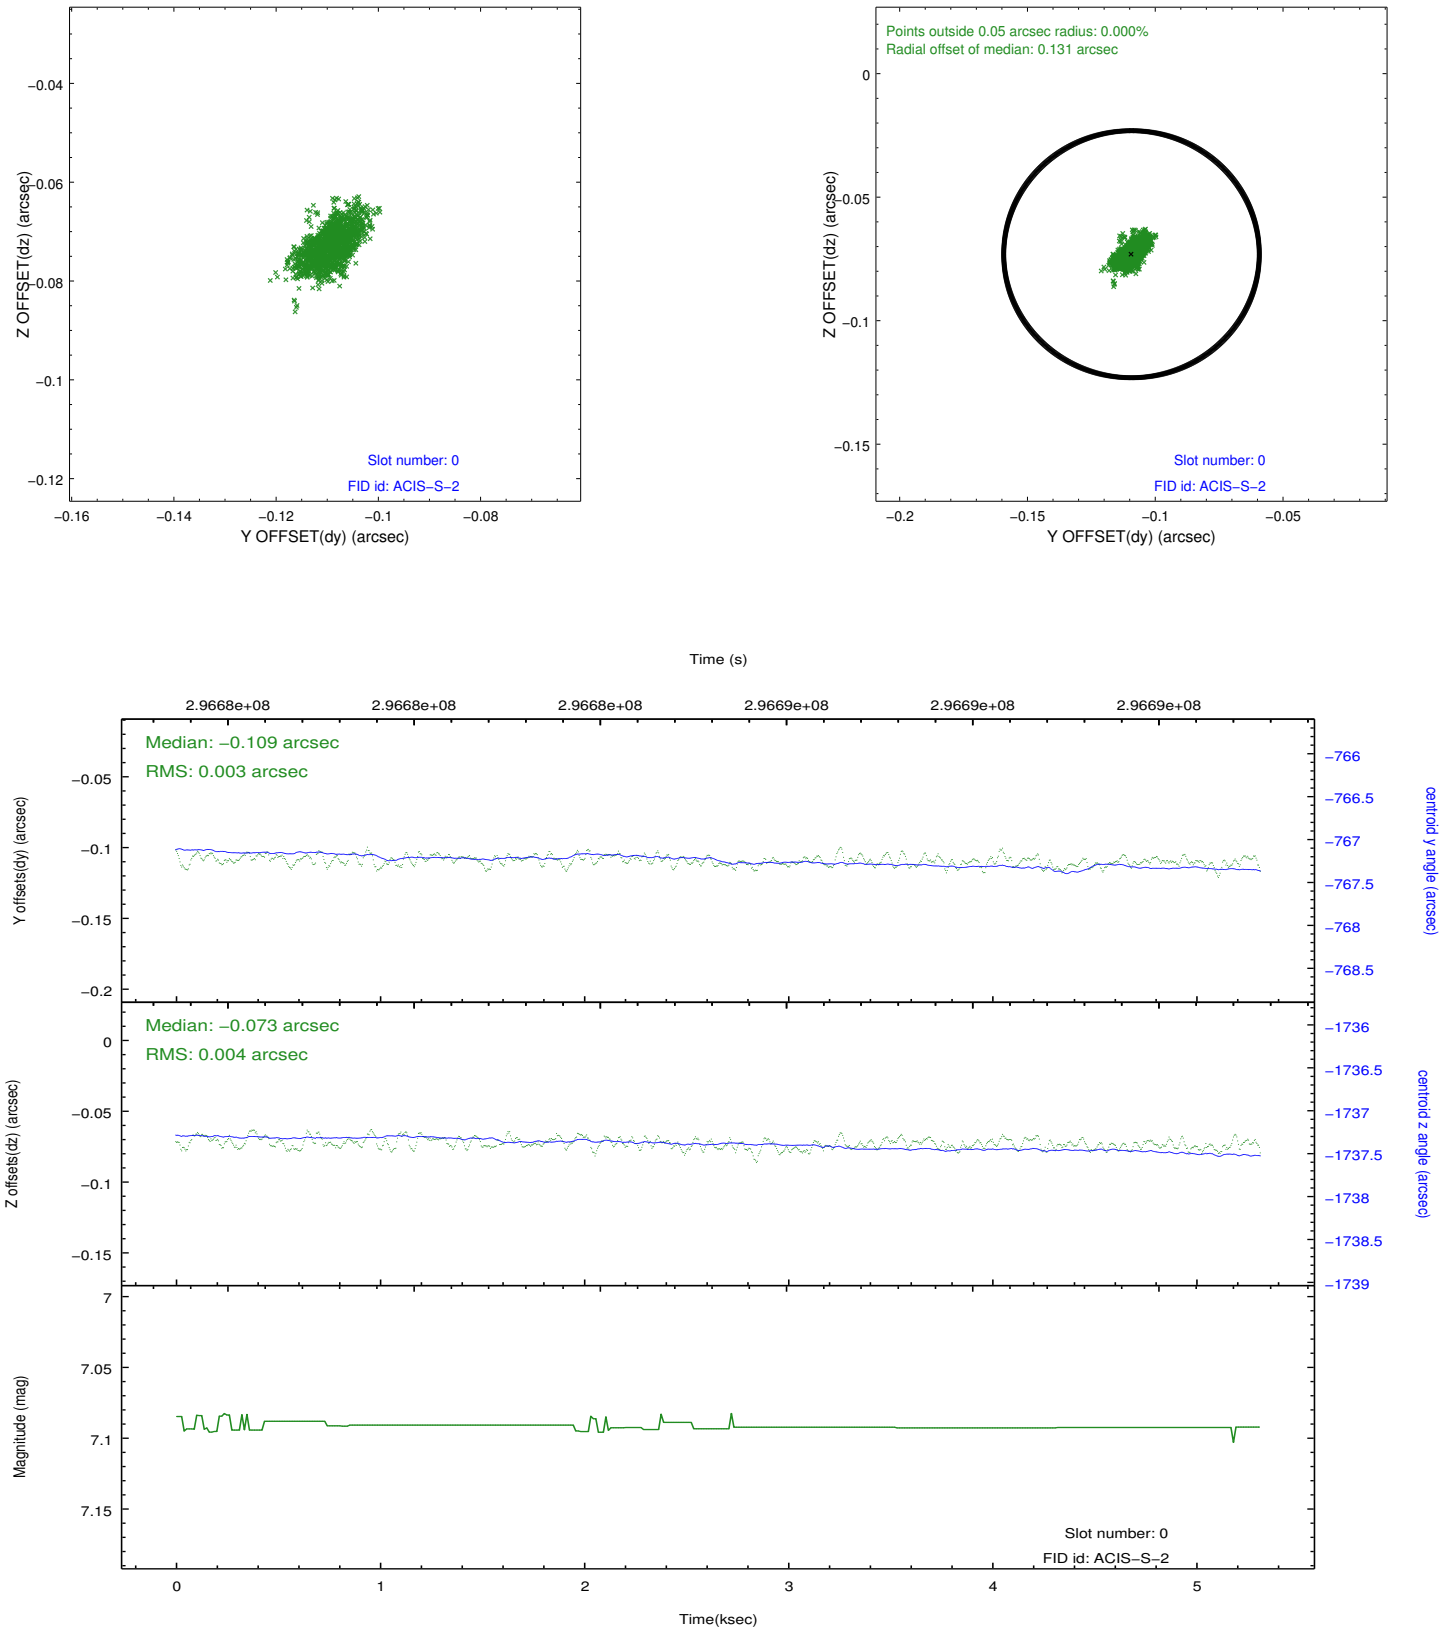 −0.04
−0.06
−0.08
−0.1
−0.12
Z OFFSET(dz) (arcsec)
Slot number: 0
FID id: ACIS−S−2
−0.16 −0.14 −0.12 −0.1 −0.08
Y OFFSET(dy) (arcsec)
Points outside 0.05 arcsec radius: 0.000%
Radial offset of median: 0.131 arcsec
0
−0.05
−0.1
−0.15
Z OFFSET(dz) (arcsec)
Slot number: 0
FID id: ACIS−S−2
−0.2 −0.15 −0.1 −0.05
Y OFFSET(dy) (arcsec)
Time (s)
2.9668e+08 2.9668e+08 2.9668e+08 2.9669e+08 2.9669e+08 2.9669e+08
Median: −0.109 arcsec
RMS: 0.003 arcsec
−0.05
−0.1
−0.15
−0.2
Y offsets(dy) (arcsec)
−766
−766.5
−767
−767.5
−768
−768.5
centroid y angle (arcsec)
Median: −0.073 arcsec
RMS: 0.004 arcsec
0
−0.05
−0.1
−0.15
Z offsets(dz) (arcsec)
−1736
−1736.5
−1737
−1737.5
−1738
−1738.5
−1739
centroid z angle (arcsec)
7
7.05
7.1
7.15
Magnitude (mag)
Slot number: 0
FID id: ACIS−S−2
0 1 2 3 4 5
Time(ksec)